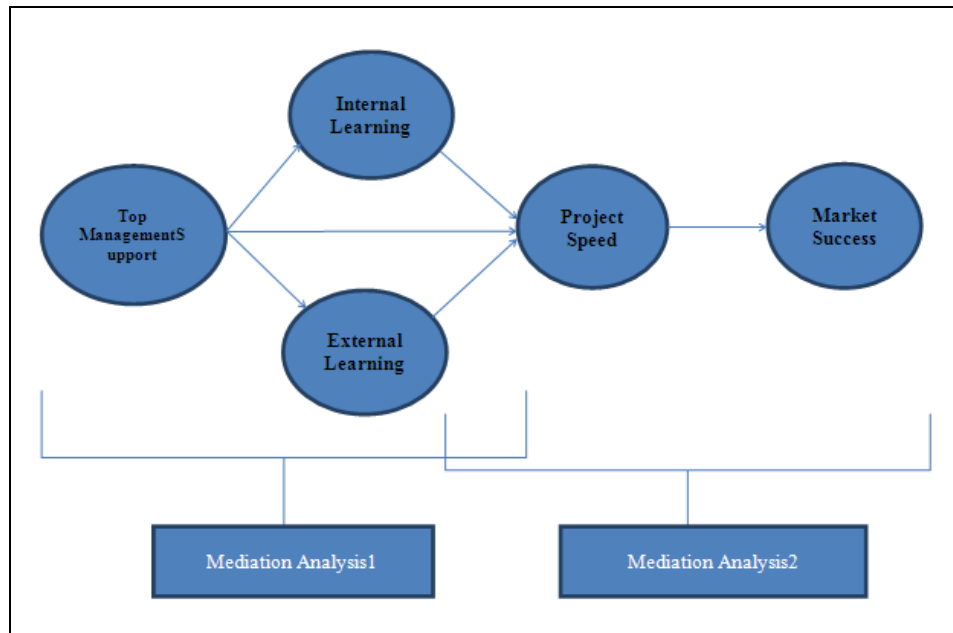 Internal
Learning
Top
ManagementS
upport
Project
Speed
Market
Success
External
Learning
Mediation Analysis1
Mediation Analysis2